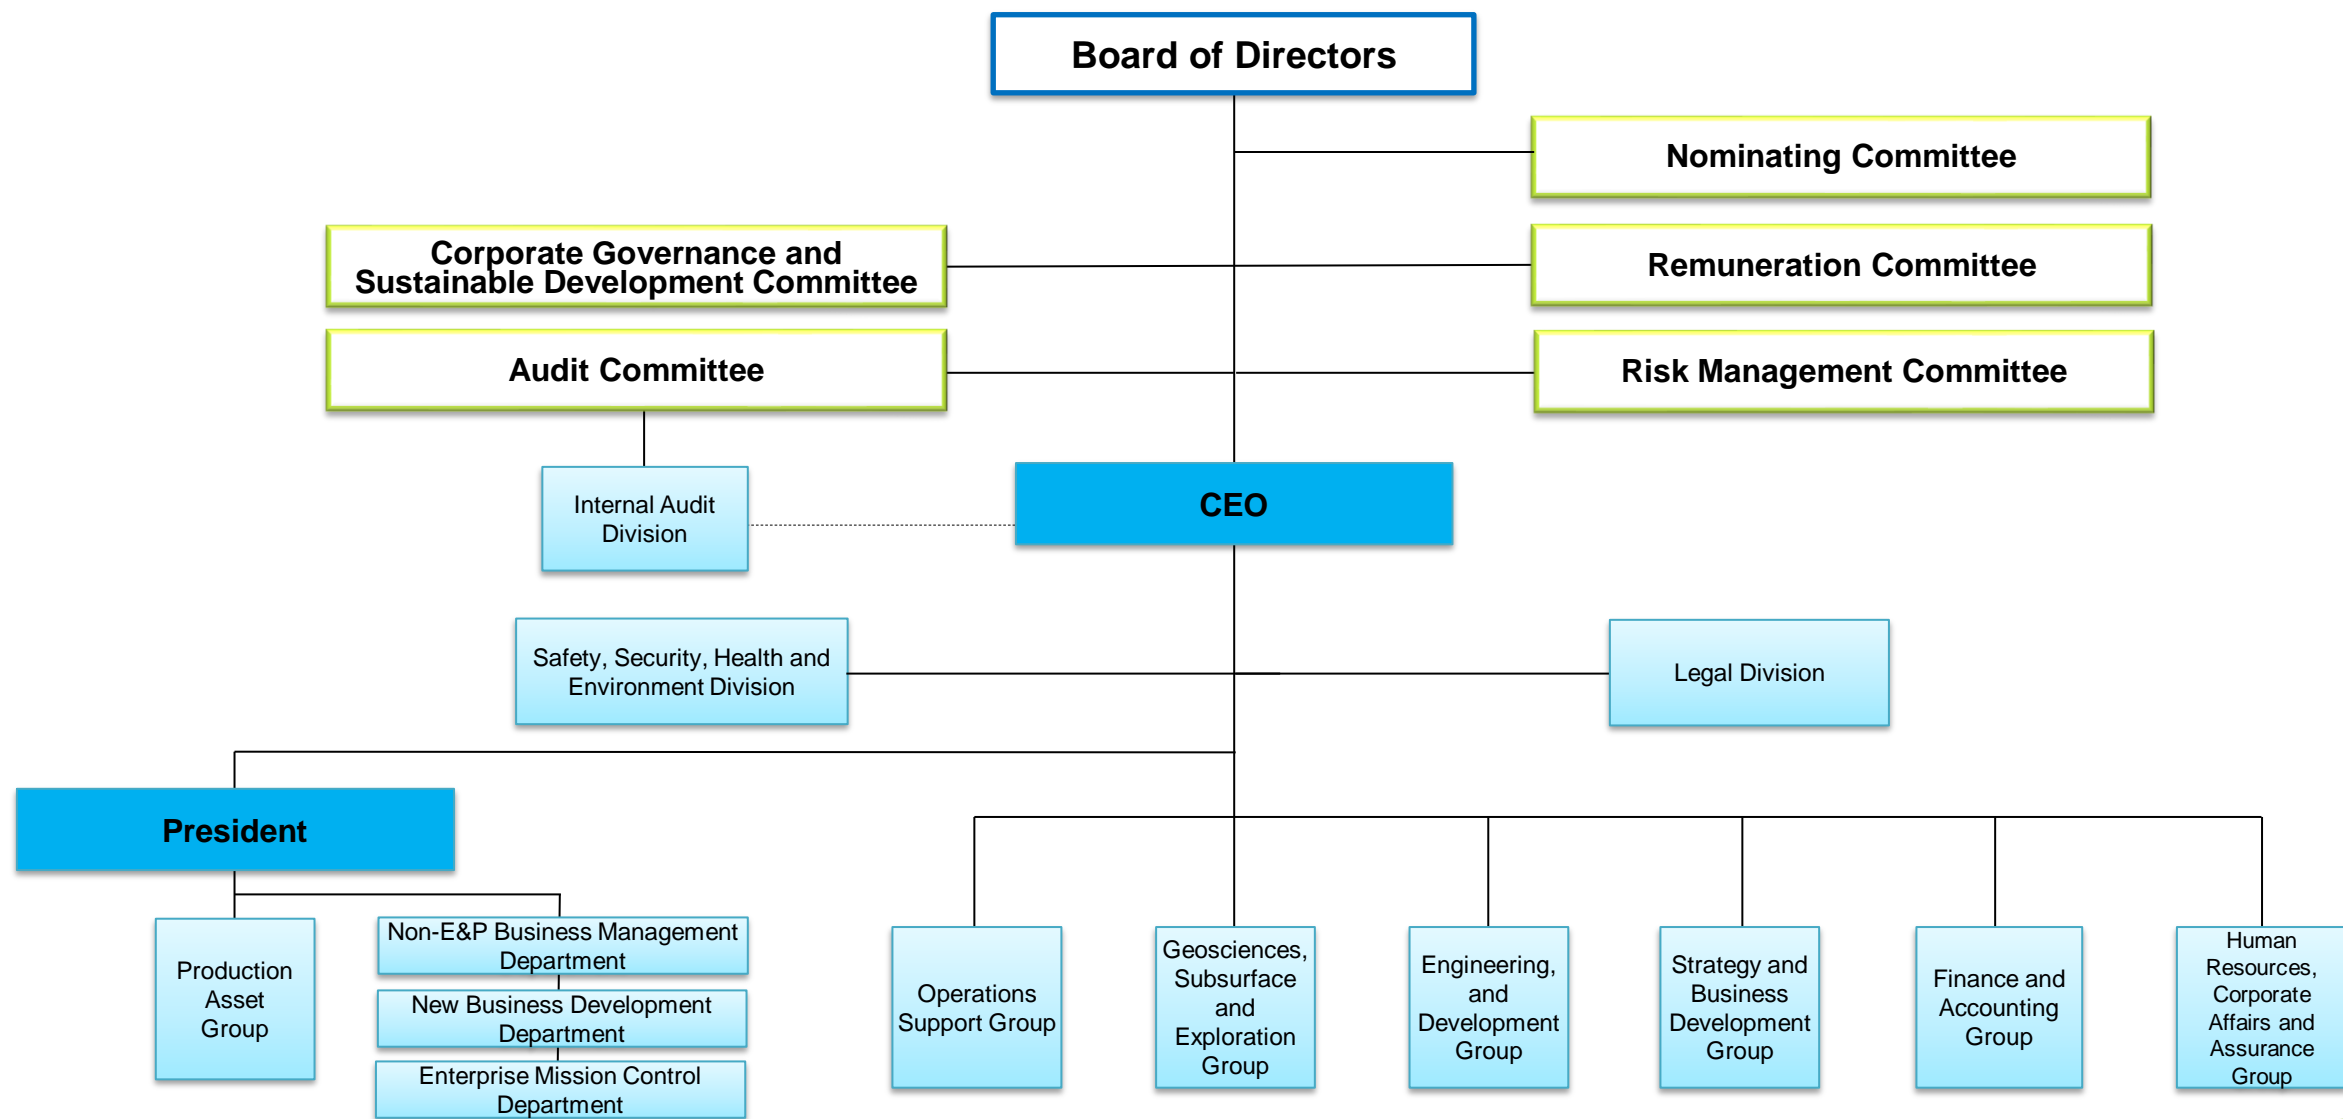 Board of Directors
Nominating Committee
Corporate Governance and
Sustainable Development Committee
Remuneration Committee
Audit Committee
Risk Management Committee
Internal Audit
Division
CEO
Safety, Security, Health and
Environment Division
Legal Division
President
Production
Asset
Group
Non-E&P Business Management
Department
New Business Development
Department
Enterprise Mission Control
Department
Operations
Support Group
Geosciences,
Subsurface
and
Exploration
Group
Engineering,
and
Development
Group
Strategy and
Business
Development
Group
Finance and
Accounting
Group
Human
Resources,
Corporate
Affairs and
Assurance
Group